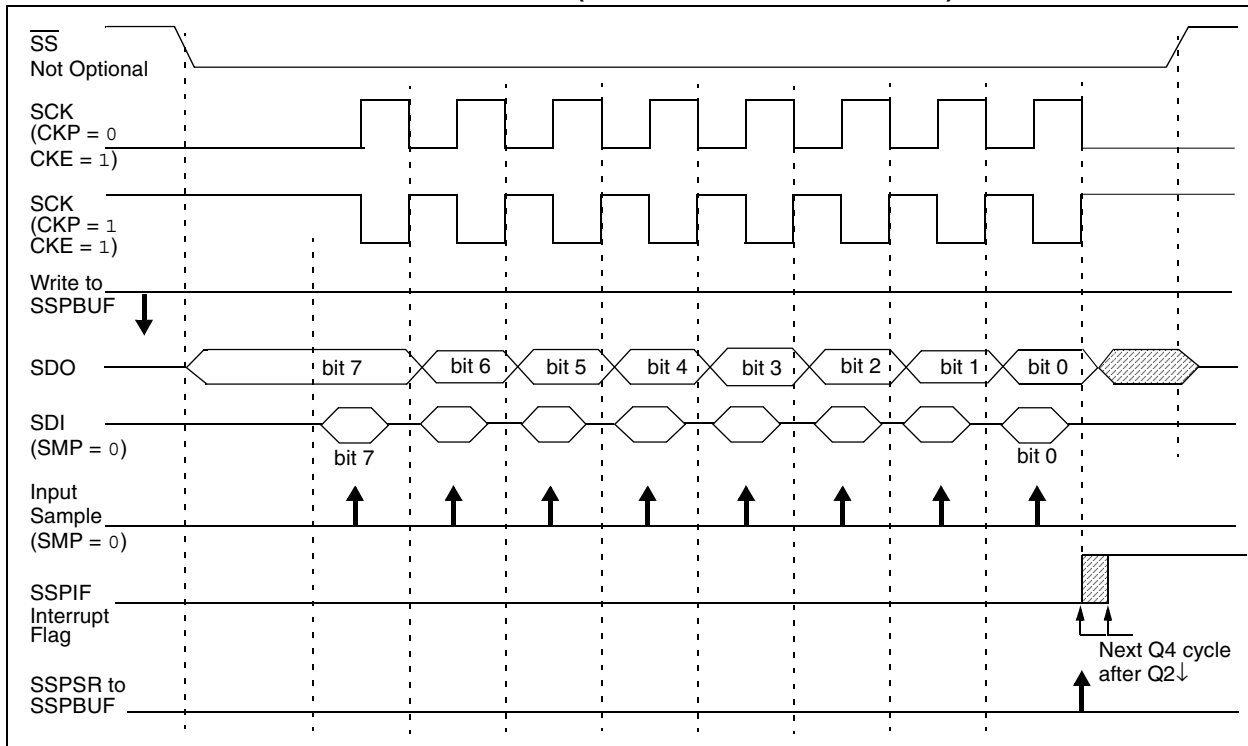 SS
Not Optional
SCK
(CKP = 0
CKE = 1)
SCK
(CKP = 1
CKE = 1)
Write to
SSPBUF
SDO
bit 7
bit 6
bit 5
bit 4
bit 3
bit 2
bit 1
bit 0
SDI
(SMP = 0)
bit 7
bit 0
Input
Sample
(SMP = 0)
SSPIF
Interrupt
Flag
Next Q4 cycle
after Q2↓
SSPSR to
SSPBUF